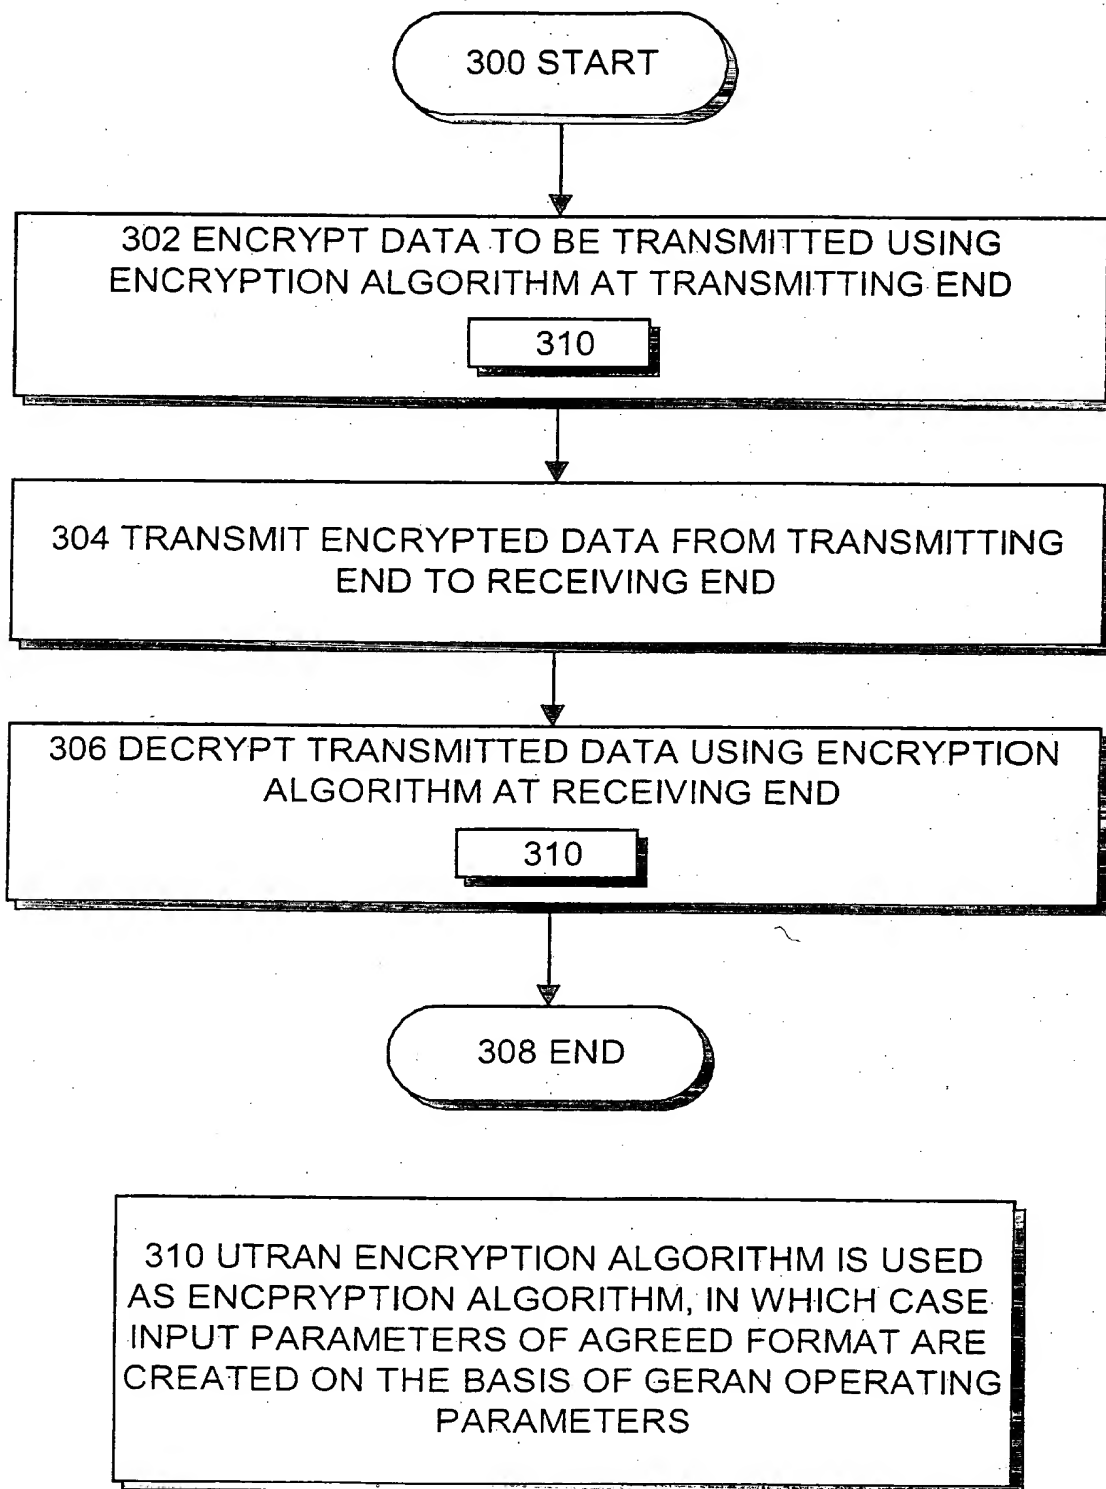 300 START
302 ENCRYPT DATA TO BE TRANSMITTED USING
ENCRYPTION ALGORITHM AT TRANSMITTING END
310
304 TRANSMIT ENCRYPTED DATA FROM TRANSMITTING
END TO RECEIVING END
306 DECRYPT TRANSMITTED DATA USING ENCRYPTION
ALGORITHM AT RECEIVING END
310
308 END
310 UTRAN ENCRYPTION ALGORITHM IS USED
AS ENCPRYPTION ALGORITHM, IN WHICH CASE
INPUT PARAMETERS OF AGREED FORMAT ARE
CREATED ON THE BASIS OF GERAN OPERATING
PARAMETERS